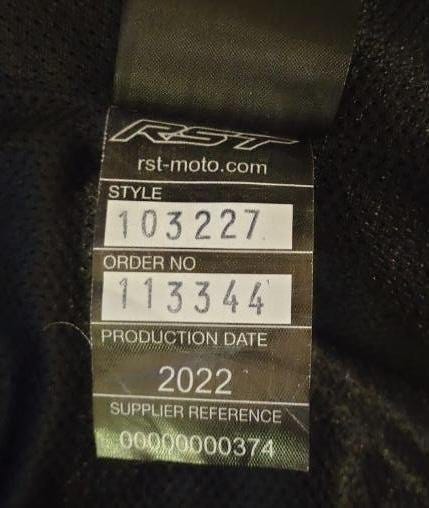 RST
rst-moto.com
STYLE
103227
ORDER NO
113344
PRODUCTION DATE
2022
SUPPLIER REFERENCE
00000000374